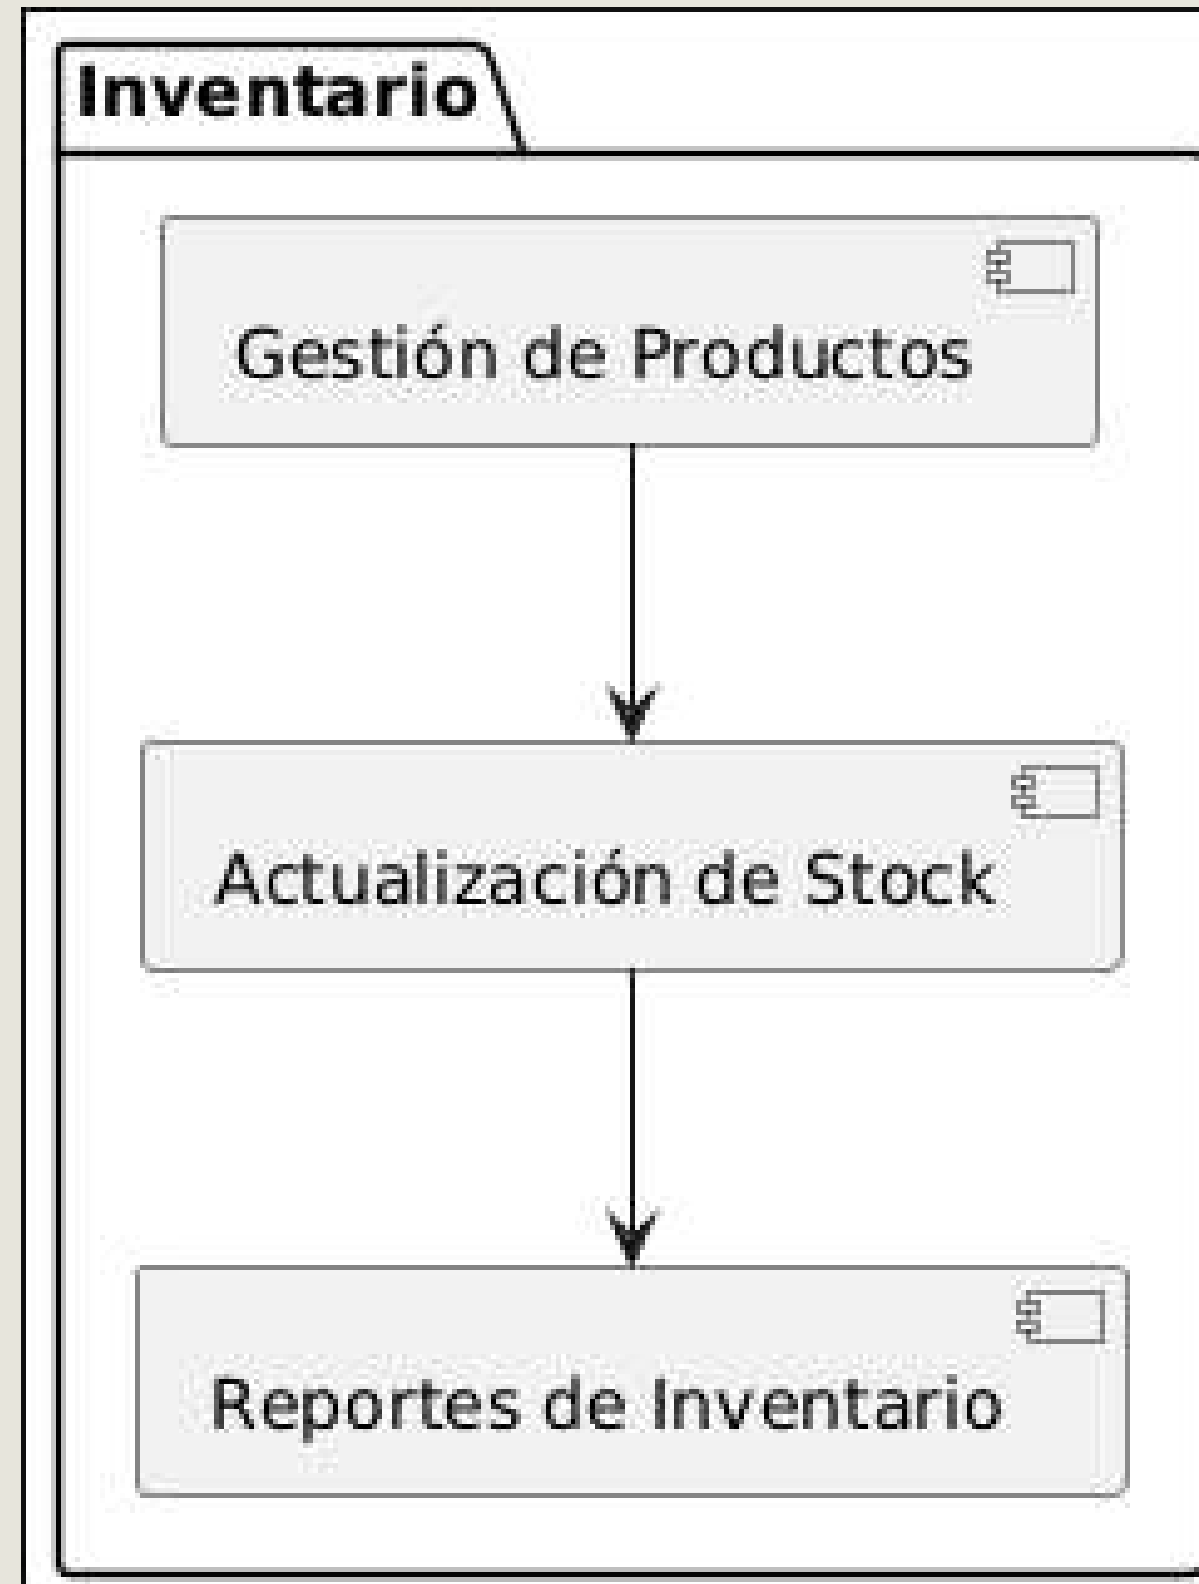 Inventario
Gestión de Productos
Actualización de Stock
Reportes de Inventario